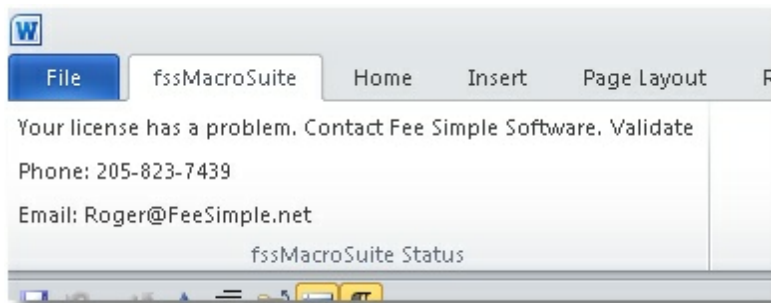 W
File fssMacroSuite Home Insert Page Layout R
Your license has a problem. Contact Fee Simple Software. Validate
Phone: 205-823-7439
Email: Roger@FeeSimple.net
fssMacroSuite Status